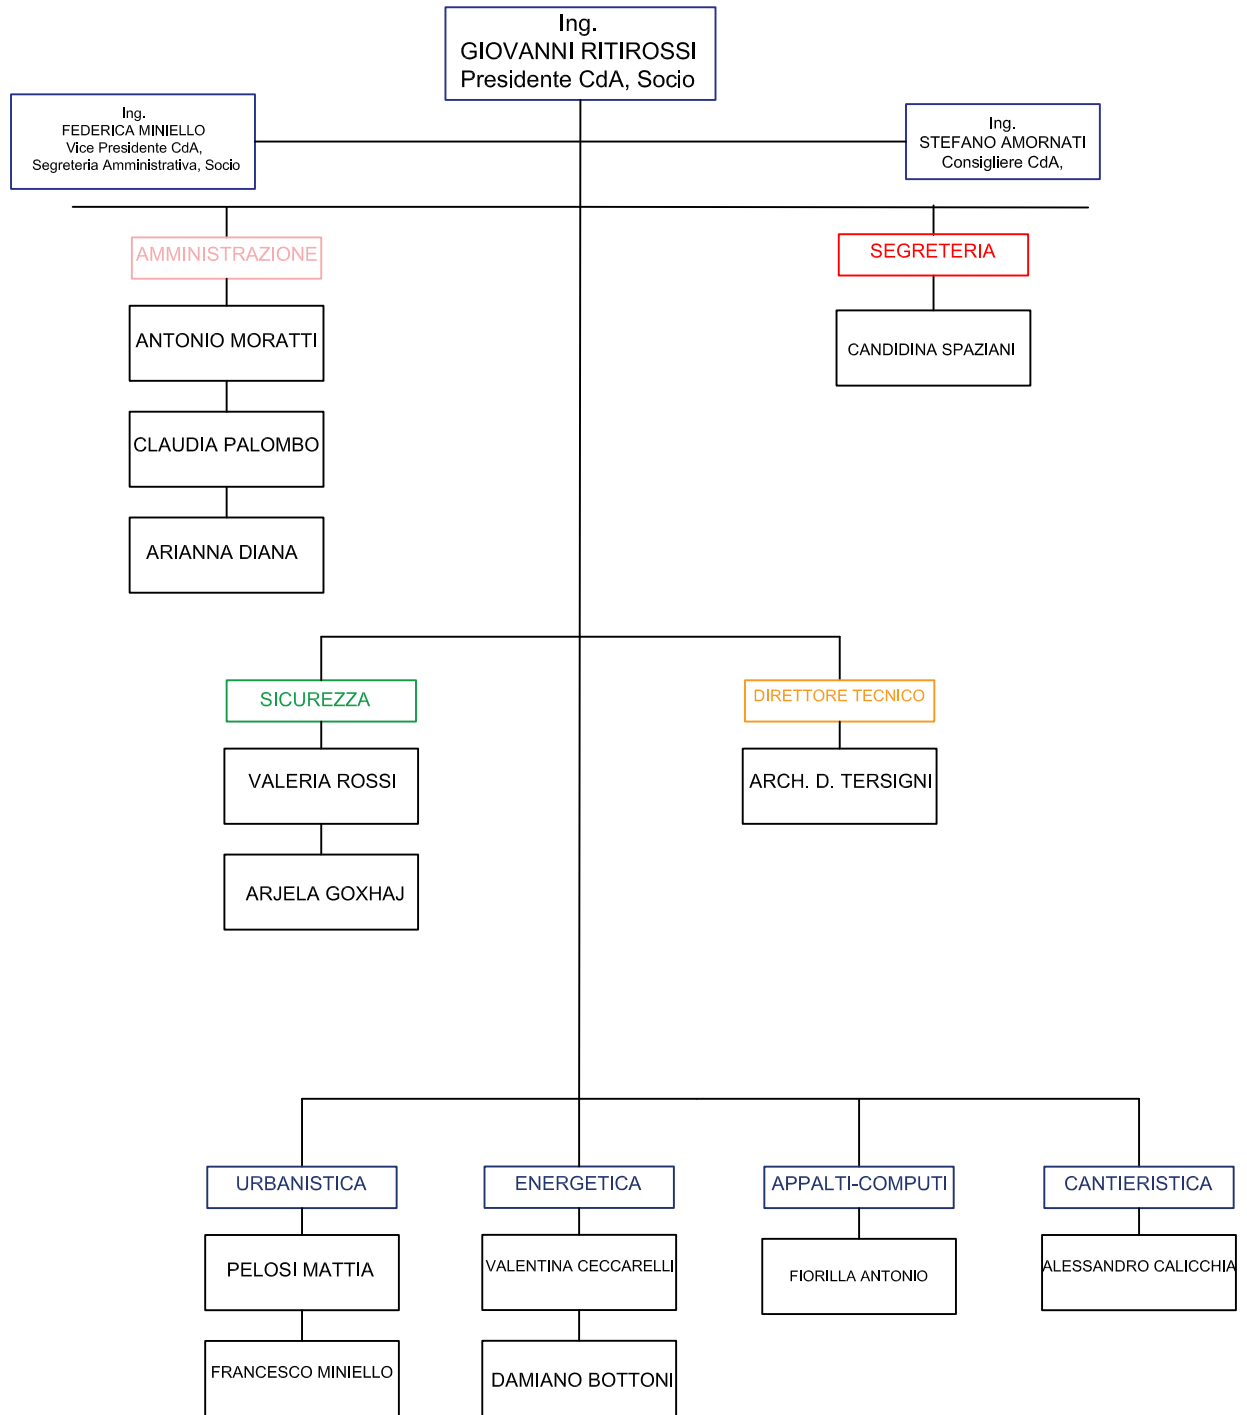 Ing.
GIOVANNI RITIROSSI
Presidente CdA, Socio
Ing.
FEDERICA MINIELLO
Vice Presidente CdA,
Segreteria Amministrativa, Socio
Ing.
STEFANO AMORNATI
Consigliere CdA,
AMMINISTRAZIONE
SEGRETERIA
ANTONIO MORATTI
CANDIDINA SPAZIANI
CLAUDIA PALOMBO
ARIANNA DIANA
SICUREZZA
DIRETTORE TECNICO
VALERIA ROSSI
ARCH. D. TERSIGNI
ARJELA GOXHAJ
URBANISTICA
ENERGETICA
APPALTI-COMPUTI
CANTIERISTICA
PELOSI MATTIA
VALENTINA CECCARELLI
FIORILLA ANTONIO
ALESSANDRO CALICCHIA
FRANCESCO MINIELLO
DAMIANO BOTTONI